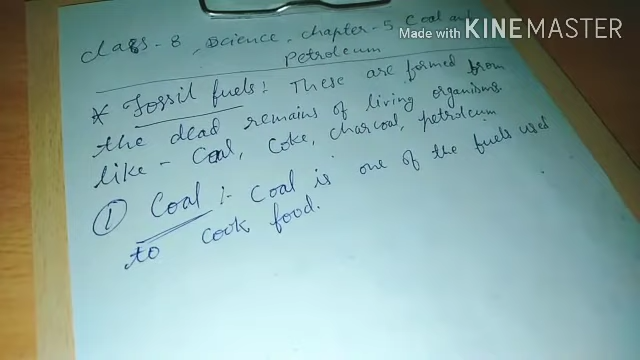 Made with KINEMASTER
Class-8, Science, chapter-5, Coal and
Petroleum
* Fossil fuels: These are formed from
the dead remains of living organisms.
like - Coal, Coke, charcoal, petroleum
① Coal :- Coal is one of the fuels used
to cook food.